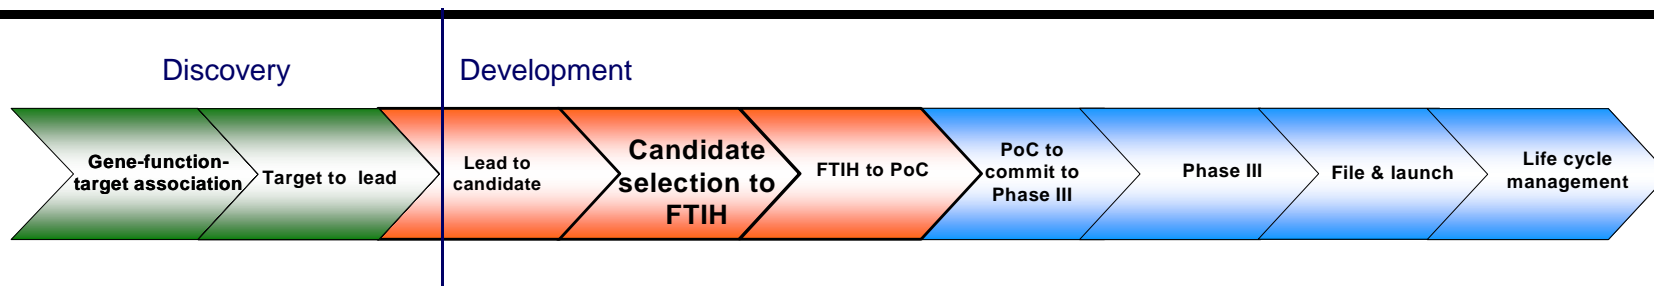 Discovery
Development
Gene-function-
target association
Target to lead
Lead to
candidate
Candidate
selection to
FTIH
FTIH to PoC
PoC to
commit to
Phase III
Phase III
File & launch
Life cycle
management